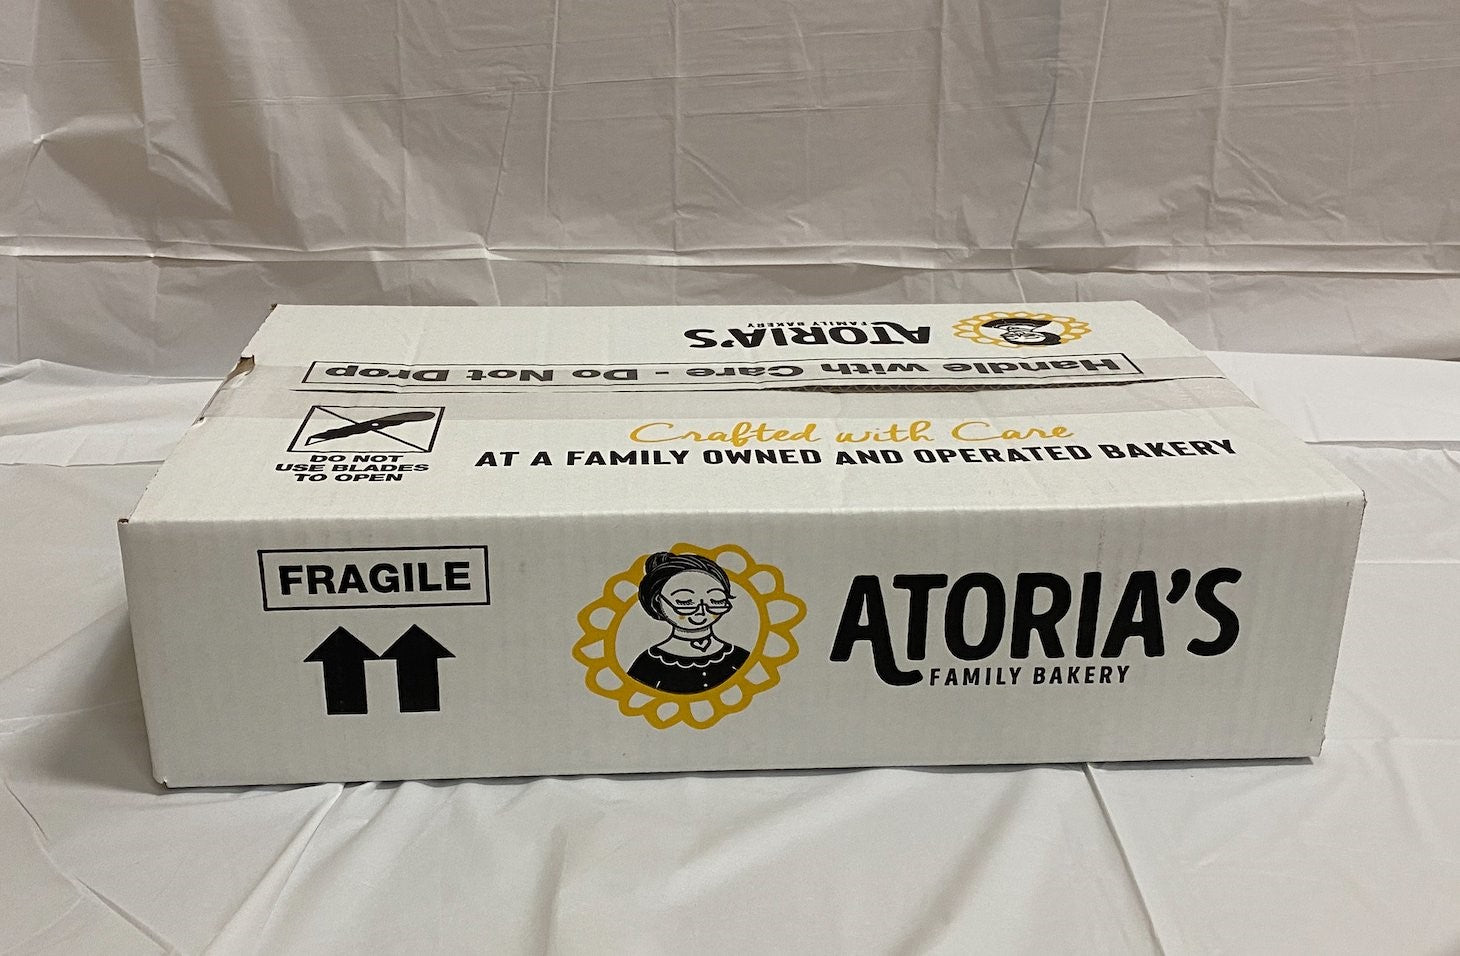 ATORIA'S
FAMILY BAKERY
Handle with Care - Do Not Drop
Crafted with Care
AT A FAMILY OWNED AND OPERATED BAKERY
DO NOT
USE BLADES
TO OPEN
FRAGILE
ATORIA'S
FAMILY BAKERY